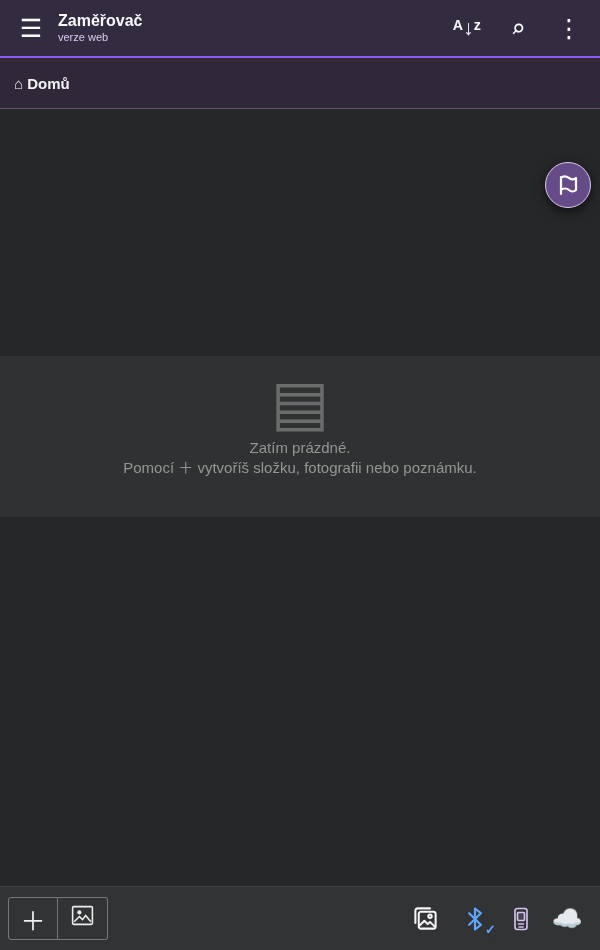 Zaměřovač
verze web
A↓z
Domů
Zatím prázdné.
Pomocí ＋ vytvoříš složku, fotografii nebo poznámku.